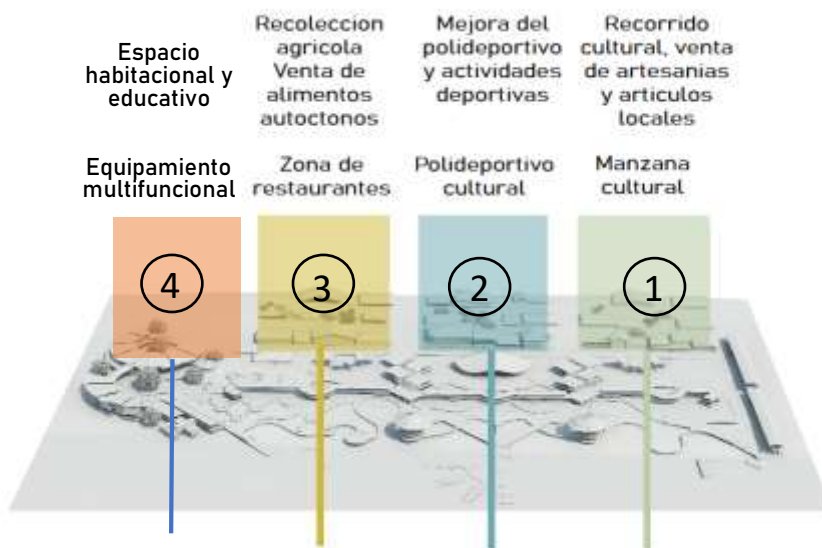 Espacio
habitacional y
educativo
Recoleccion
agricola
Venta de
alimentos
autoctonos
Mejora del
polideportivo
y actividades
deportivas
Recorrido
cultural, venta
de artesanias
y articulos
locales
Equipamiento
multifuncional
Zona de
restaurantes
Polideportivo
cultural
Manzana
cultural
4
3
2
1